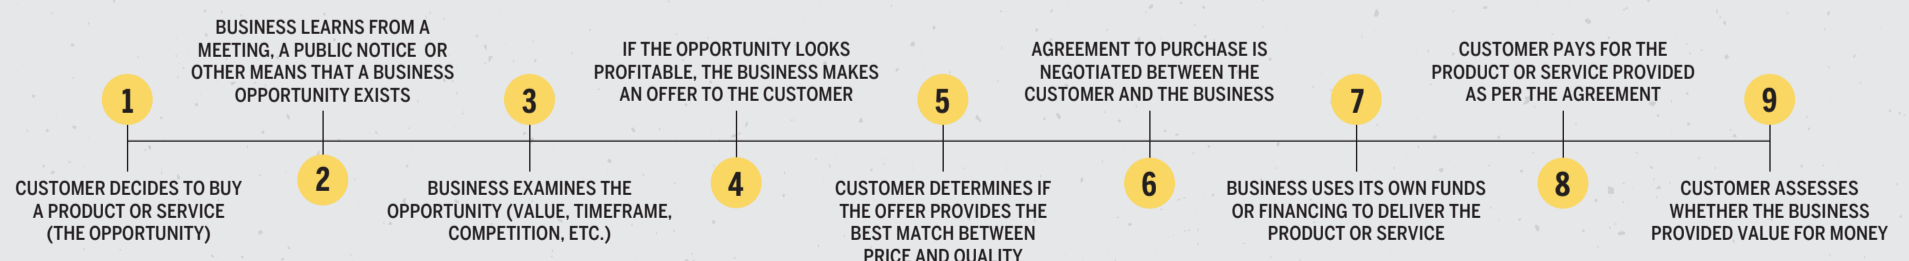 1
CUSTOMER DECIDES TO BUY
A PRODUCT OR SERVICE
(THE OPPORTUNITY)
BUSINESS LEARNS FROM A
MEETING, A PUBLIC NOTICE OR
OTHER MEANS THAT A BUSINESS
OPPORTUNITY EXISTS
2
3
BUSINESS EXAMINES THE
OPPORTUNITY (VALUE, TIMEFRAME,
COMPETITION, ETC.)
IF THE OPPORTUNITY LOOKS
PROFITABLE, THE BUSINESS MAKES
AN OFFER TO THE CUSTOMER
4
5
CUSTOMER DETERMINES IF
THE OFFER PROVIDES THE
BEST MATCH BETWEEN
PRICE AND QUALITY
AGREEMENT TO PURCHASE IS
NEGOTIATED BETWEEN THE
CUSTOMER AND THE BUSINESS
6
7
BUSINESS USES ITS OWN FUNDS
OR FINANCING TO DELIVER THE
PRODUCT OR SERVICE
CUSTOMER PAYS FOR THE
PRODUCT OR SERVICE PROVIDED
AS PER THE AGREEMENT
8
9
CUSTOMER ASSESSES
WHETHER THE BUSINESS
PROVIDED VALUE FOR MONEY